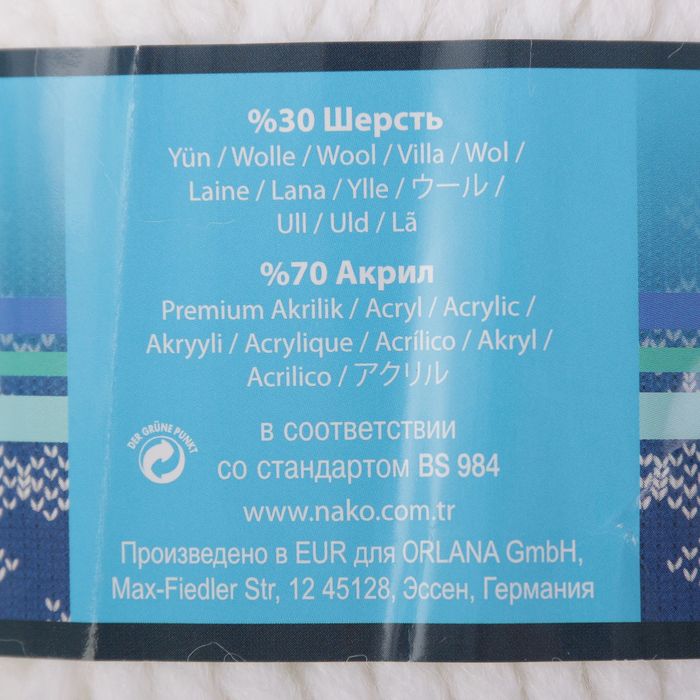 %30 Шерсть
Yün / Wolle / Wool / Villa / Wol /
Laine / Lana / Ylle / ウール /
Ull / Uld / Lã
%70 Акрил
Premium Akrilik / Acryl / Acrylic /
Akryyli / Acrylique / Acrílico / Akryl /
Acrilico / アクリル
DER GRÜNE PUNKT
в соответствии
со стандартом BS 984
www.nako.com.tr
Произведено в EUR для ORLANA GmbH,
Max-Fiedler Str, 12 45128, Эссен, Германия